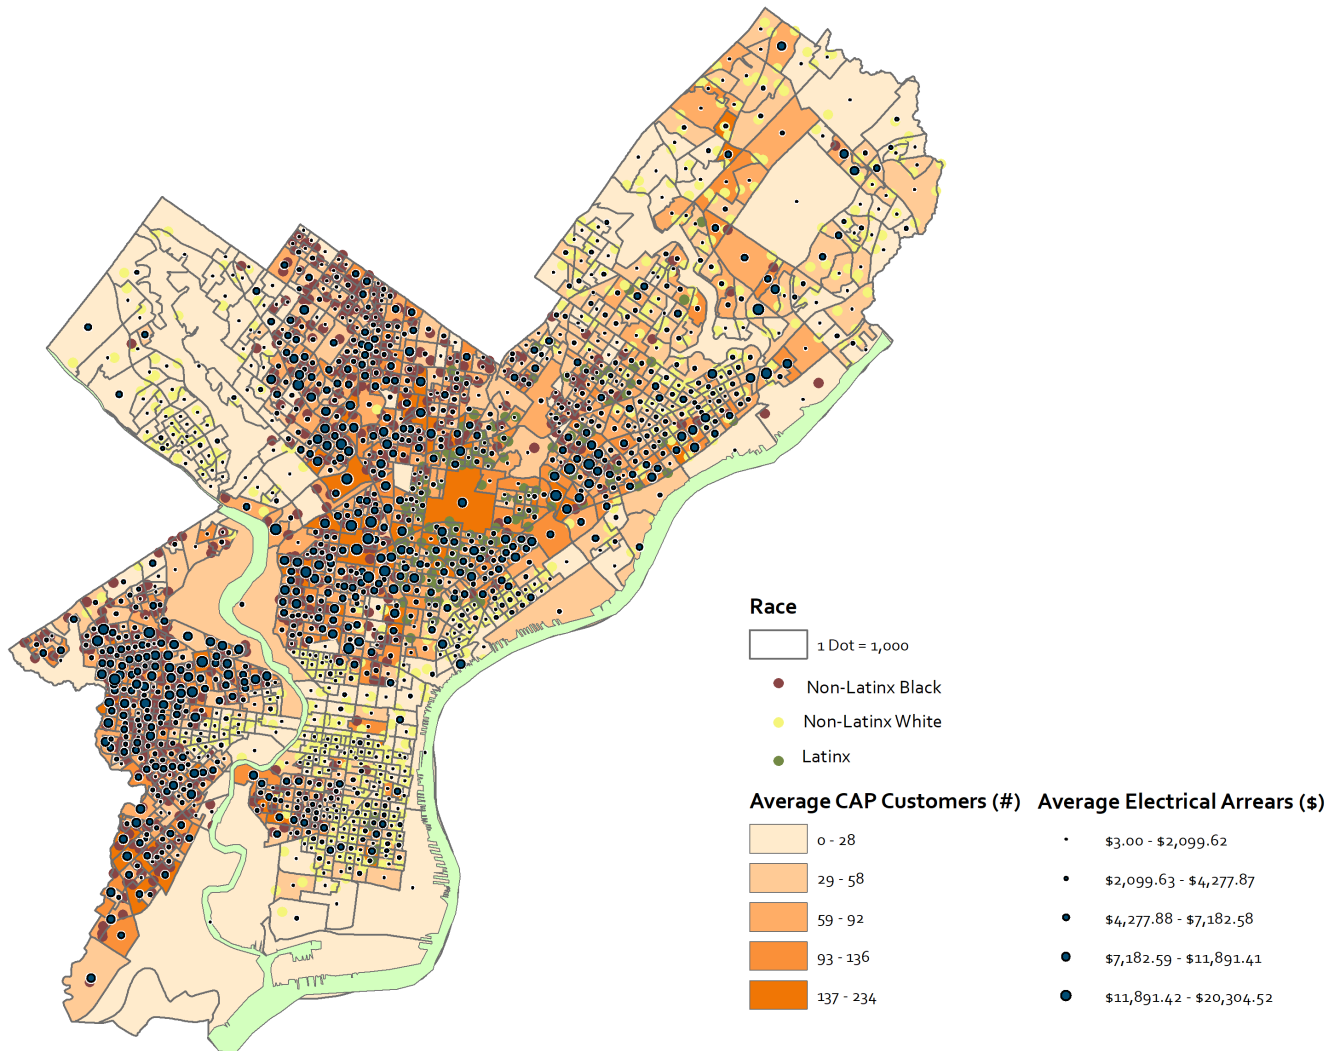 Race
1 Dot = 1,000
Non-Latinx Black
Non-Latinx White
Latinx
Average CAP Customers (#)
0 - 28
29 - 58
59 - 92
93 - 136
137 - 234
Average Electrical Arrears ($)
$3.00 - $2,099.62
$2,099.63 - $4,277.87
$4,277.88 - $7,182.58
$7,182.59 - $11,891.41
$11,891.42 - $20,304.52